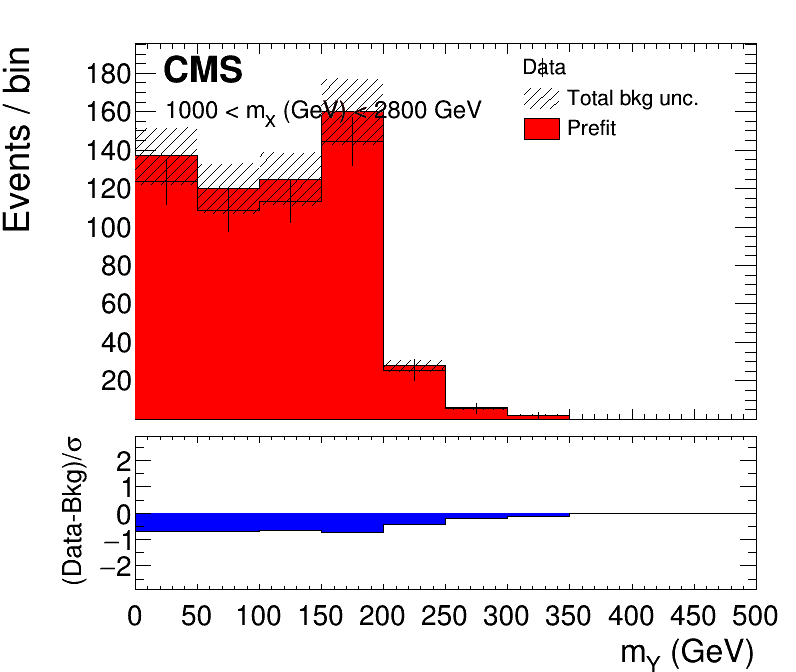 Events / bin
180
160
140
120
100
80
60
40
20
CMS
1000 < mX (GeV) < 2800 GeV
Data
Total bkg unc.
Prefit
(Data-Bkg)/σ
2
1
0
−1
−2
0 50 100 150 200 250 300 350 400 450 500
mY (GeV)